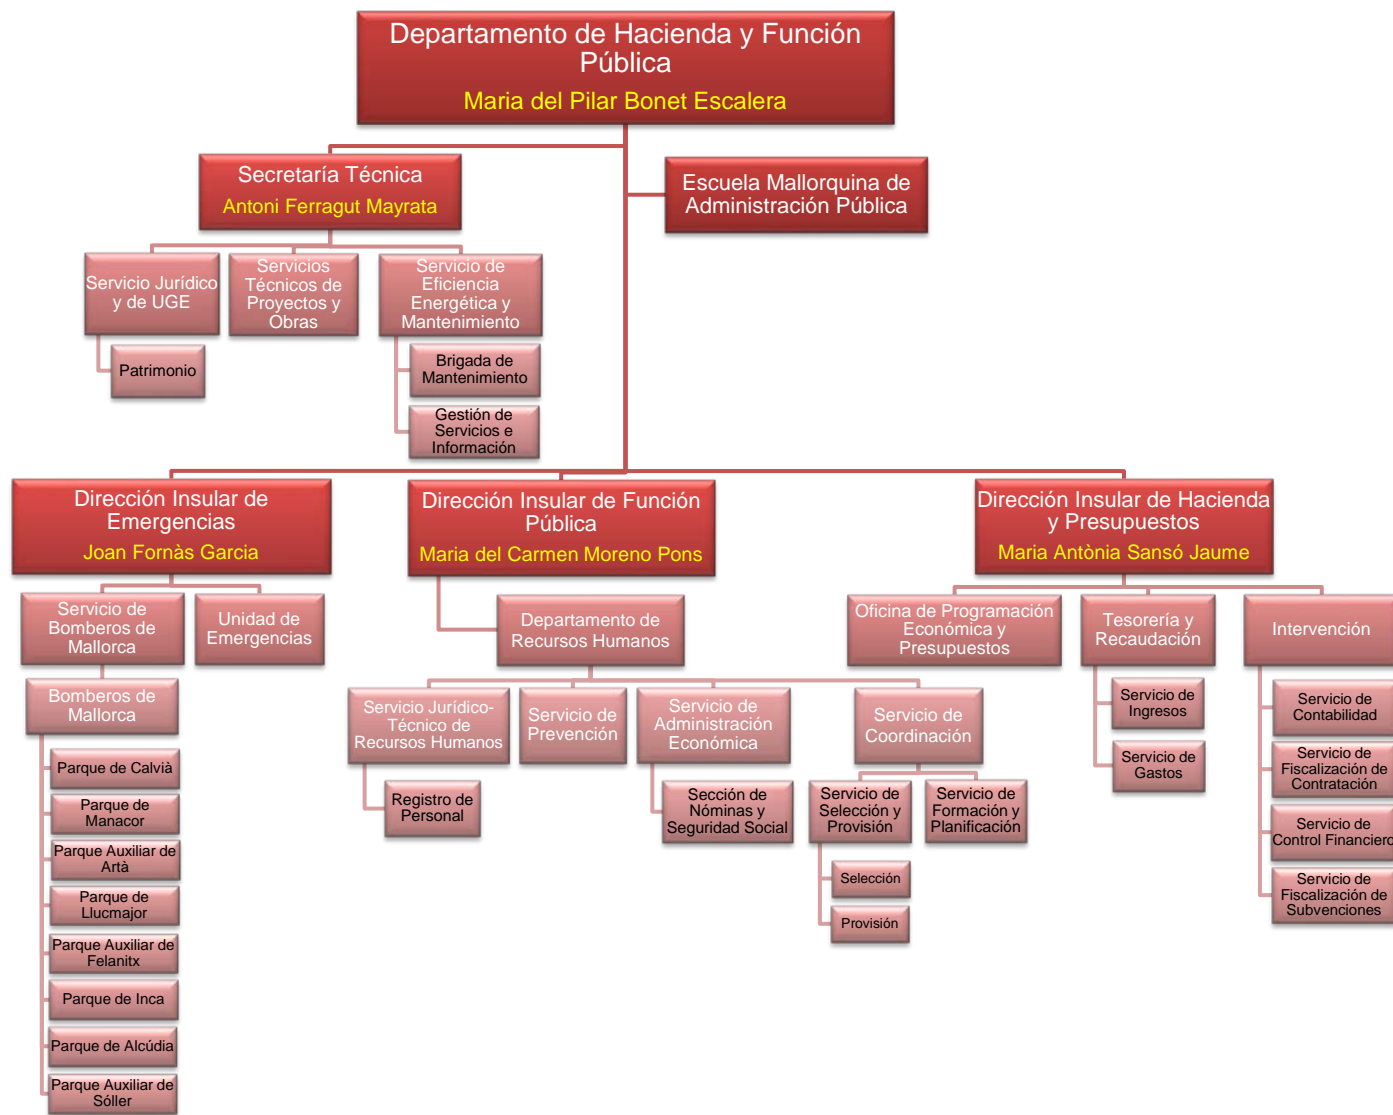 Departamento de Hacienda y Función
Pública
Maria del Pilar Bonet Escalera
Secretaría Técnica
Antoni Ferragut Mayrata
Escuela Mallorquina de
Administración Pública
Servicio Jurídico
y de UGE
Servicios
Técnicos de
Proyectos y
Obras
Servicio de
Eficiencia
Energética y
Mantenimiento
Patrimonio
Brigada de
Mantenimiento
Gestión de
Servicios e
Información
Dirección Insular de
Emergencias
Joan Fornàs Garcia
Dirección Insular de Función
Pública
Maria del Carmen Moreno Pons
Dirección Insular de Hacienda
y Presupuestos
Maria Antònia Sansó Jaume
Servicio de
Bomberos de
Mallorca
Unidad de
Emergencias
Bomberos de
Mallorca
Parque de Calvià
Parque de
Manacor
Parque Auxiliar de
Artà
Parque de
Llucmajor
Parque Auxiliar de
Felanitx
Parque de Inca
Parque de Alcúdia
Parque Auxiliar de
Sóller
Departamento de
Recursos Humanos
Servicio Jurídico-
Técnico de
Recursos Humanos
Servicio de
Prevención
Servicio de
Administración
Económica
Servicio de
Coordinación
Registro de
Personal
Sección de
Nóminas y
Seguridad Social
Servicio de
Selección y
Provisión
Servicio de
Formación y
Planificación
Selección
Provisión
Oficina de Programación
Económica y
Presupuestos
Tesorería y
Recaudación
Intervención
Servicio de
Ingresos
Servicio de
Gastos
Servicio de
Contabilidad
Servicio de
Fiscalización de
Contratación
Servicio de
Control Financiero
Servicio de
Fiscalización de
Subvenciones